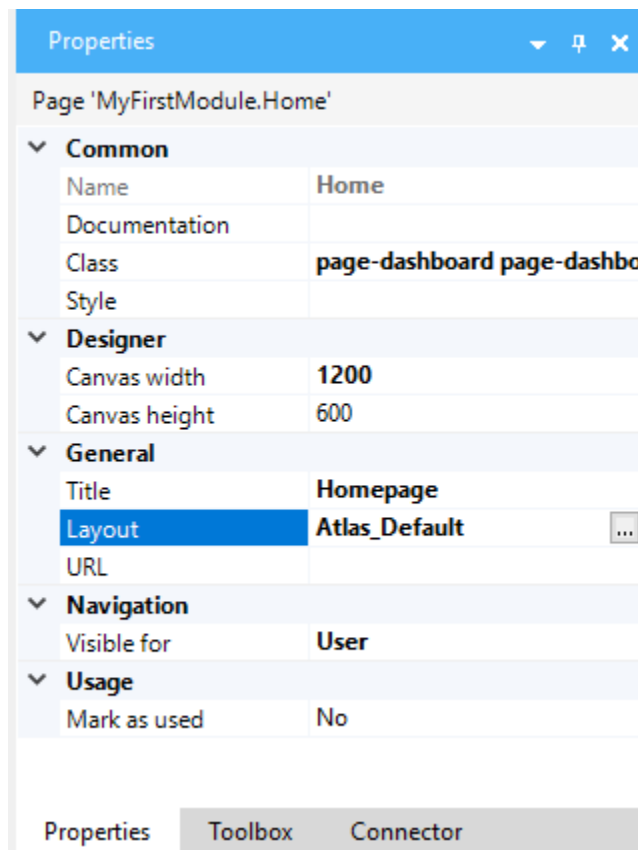 Properties
Page 'MyFirstModule.Home'
Common
Name Home
Documentation
Class page-dashboard page-dashbo
Style
Designer
Canvas width 1200
Canvas height 600
General
Title Homepage
Layout Atlas_Default ...
URL
Navigation
Visible for User
Usage
Mark as used No
Properties Toolbox Connector